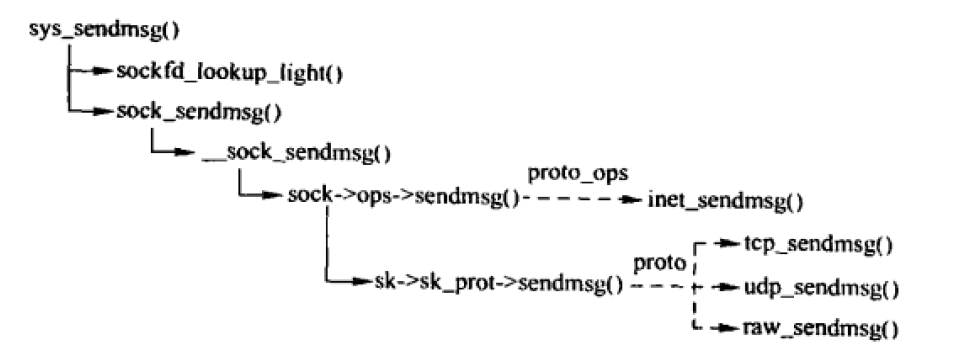 sys_sendmsg()
sockfd_lookup_light()
sock_sendmsg()
__sock_sendmsg()
proto_ops
sock->ops->sendmsg() inet_sendmsg()
tcp_sendmsg()
proto
sk->sk_prot->sendmsg() udp_sendmsg()
raw_sendmsg()